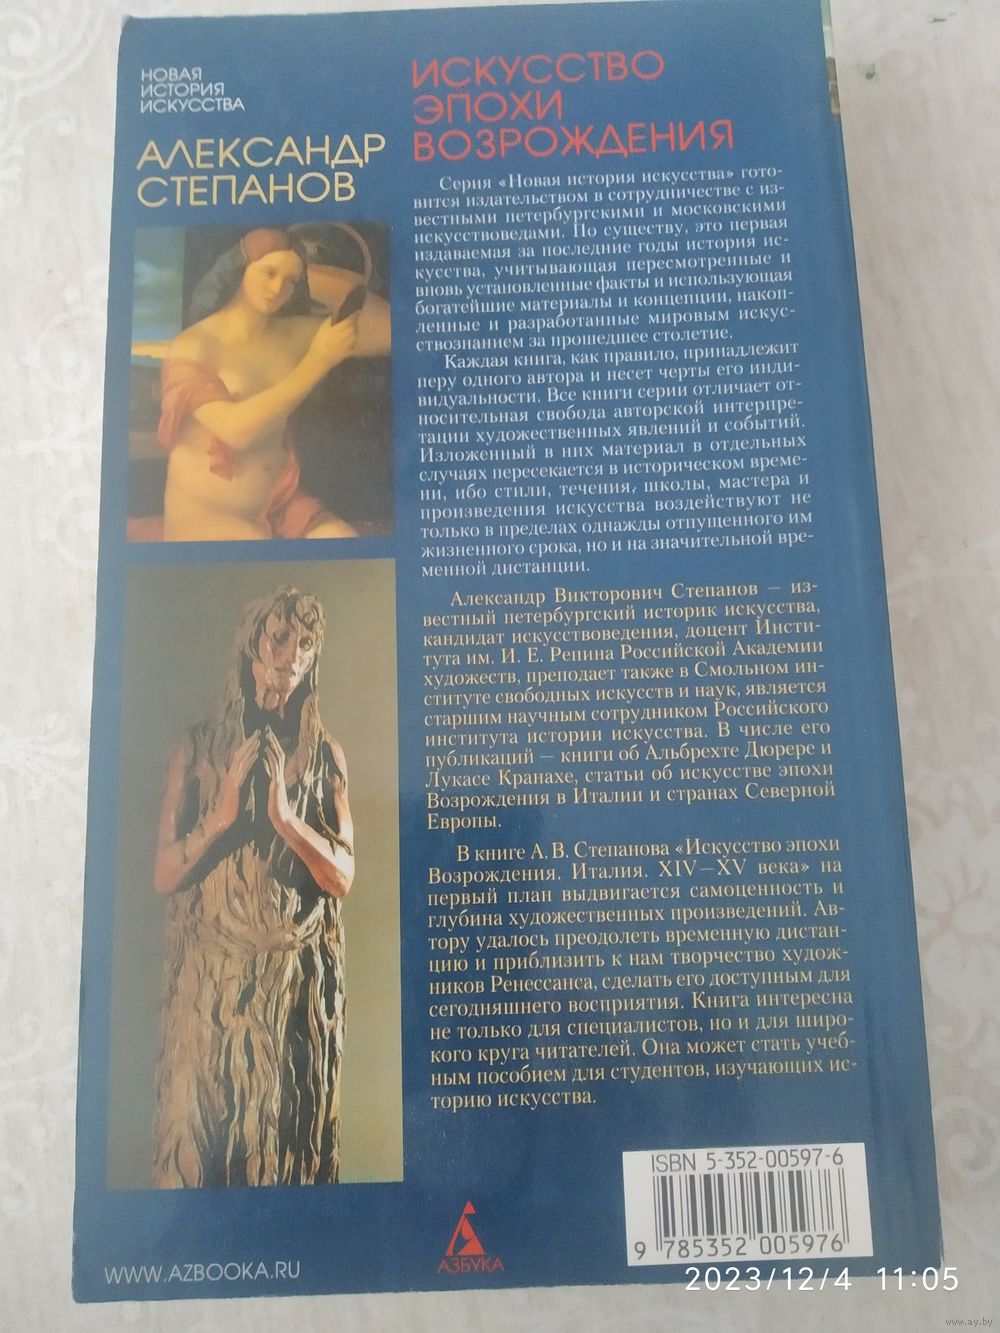 НОВАЯ
ИСТОРИЯ
ИСКУССТВА
АЛЕКСАНДР
СТЕПАНОВ
ИСКУССТВО
ЭПОХИ
ВОЗРОЖДЕНИЯ
Серия «Новая история искусства» гото-
вится издательством в сотрудничестве с из-
вестными петербургскими и московскими
искусствоведами. По существу, это первая
издаваемая за последние годы история ис-
кусства, учитывающая пересмотренные и
вновь установленные факты и использующая
богатейшие материалы и концепции, накоп-
ленные и разработанные мировым искус-
ствознанием за прошедшее столетие.
Каждая книга, как правило, принадлежит
перу одного автора и несет черты его инди-
видуальности. Все книги серии отличает от-
носительная свобода авторской интерпре-
тации художественных явлений и событий.
Изложенный в них материал в отдельных
случаях пересекается в историческом време-
ни, ибо стили, течения, школы, мастера и
произведения искусства воздействуют не
только в пределах однажды отпущенного им
жизненного срока, но и на значительной вре-
менной дистанции.
Александр Викторович Степанов — из-
вестный петербургский историк искусства,
кандидат искусствоведения, доцент Инсти-
тута им. И. Е. Репина Российской Академии
художеств, преподает также в Смольном ин-
ституте свободных искусств и наук, является
старшим научным сотрудником Российского
института истории искусства. В числе его
публикаций — книги об Альбрехте Дюрере и
Лукасе Кранахе, статьи об искусстве эпохи
Возрождения в Италии и странах Северной
Европы.
В книге А. В. Степанова «Искусство эпохи
Возрождения. Италия. XIV—XV века» на
первый план выдвигается самоценность и
глубина художественных произведений. Ав-
тору удалось преодолеть временную дистан-
цию и приблизить к нам творчество худож-
ников Ренессанса, сделать его доступным для
сегодняшнего восприятия. Книга интересна
не только для специалистов, но и для широ-
кого круга читателей. Она может стать учеб-
ным пособием для студентов, изучающих ис-
торию искусства.
ISBN 5-352-00597-6
9 785352 005976
АЗБУКА
WWW.AZBOOKA.RU
2023/12/4 11:05
www.ay.by